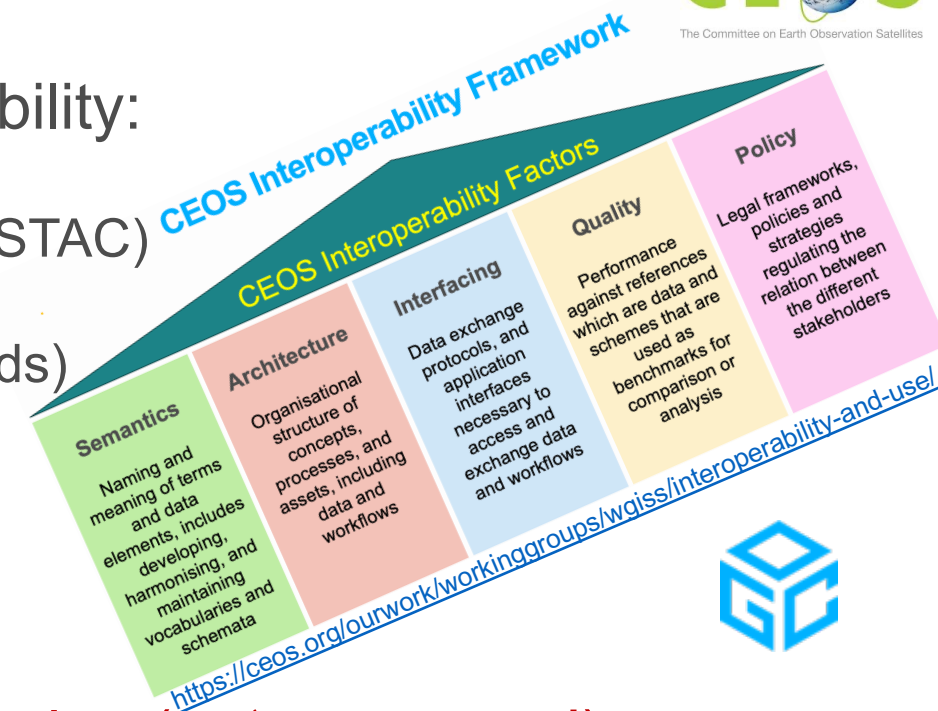 The Committee on Earth Observation Satellites
bility:
STAC)
ds)
CEOS Interoperability Framework
CEOS Interoperability Factors
Semantics
Naming and
meaning of terms
and data
elements, includes
developing,
harmonising, and
maintaining
vocabularies and
schemata
Architecture
Organisational
structure of
concepts,
processes, and
assets, including
data and
workflows
Interfacing
Data exchange
protocols, and
application
interfaces
necessary to
access and
exchange data
and workflows
Quality
Performance
against references
which are data and
schemes that are
used as
benchmarks for
comparison or
analysis
Policy
Legal frameworks,
policies and
strategies
regulating the
relation between
the different
stakeholders
https://ceos.org/ourwork/workinggroups/wgiss/interoperability-and-use/
OGC